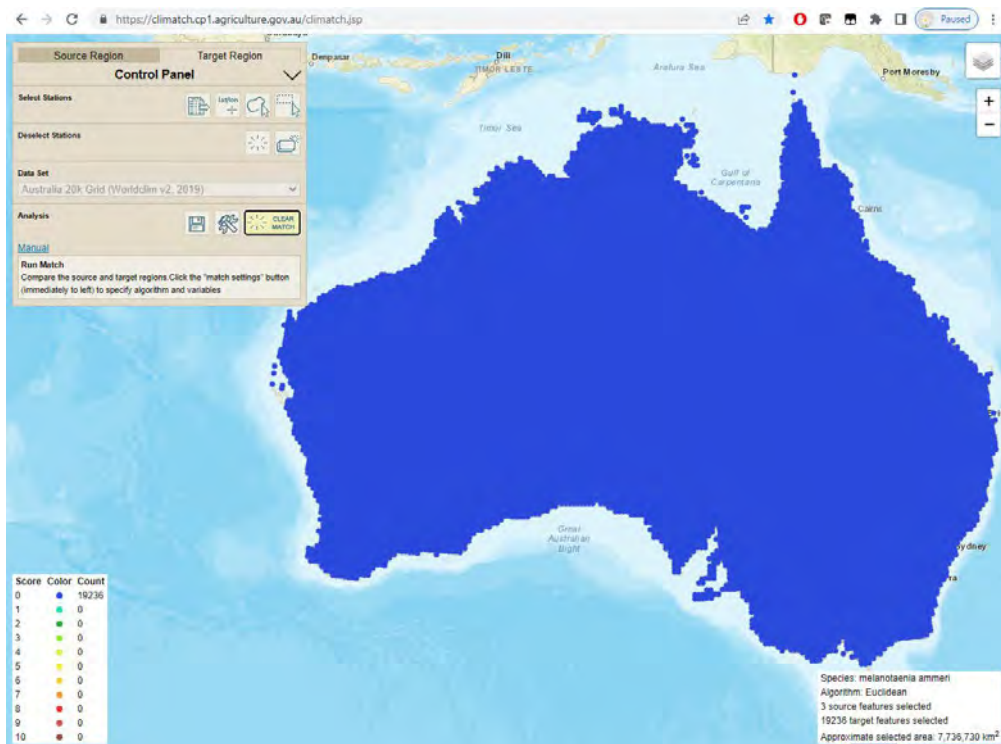 https://climatch.cp1.agriculture.gov.au/climatch.jsp
Paused
Source Region
Target Region
Control Panel
Select Stations
Lat/lon
Deselect Stations
Data Set
Australia 20k Grid (Worldclim v2, 2019)
Analysis
CLEAR
MATCH
Manual
Run Match
Compare the source and target regions.Click the "match settings" button
(immediately to left) to specify algorithm and variables
Denpasar
Dili
TIMOR-LESTE
Arafura Sea
Port Moresby
Timor Sea
Gulf of
Carpentaria
Cairns
Great
Australian
Bight
ydney
Score Color Count
0 19236
1 0
2 0
3 0
4 0
5 0
6 0
7 0
8 0
9 0
10 0
Species: melanotaenia ammeri
Algorithm: Euclidean
3 source features selected
19236 target features selected
Approximate selected area: 7,736,730 km²